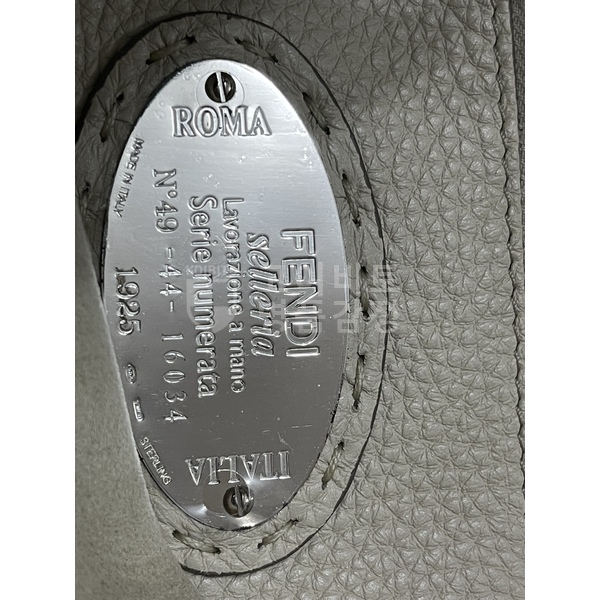 ROMA
FENDI
selleria
Lavorazione a mano
Serie numerata
N° 49 - 44 - 16034
1925
MADE IN ITALY
STERLING
ITALIA